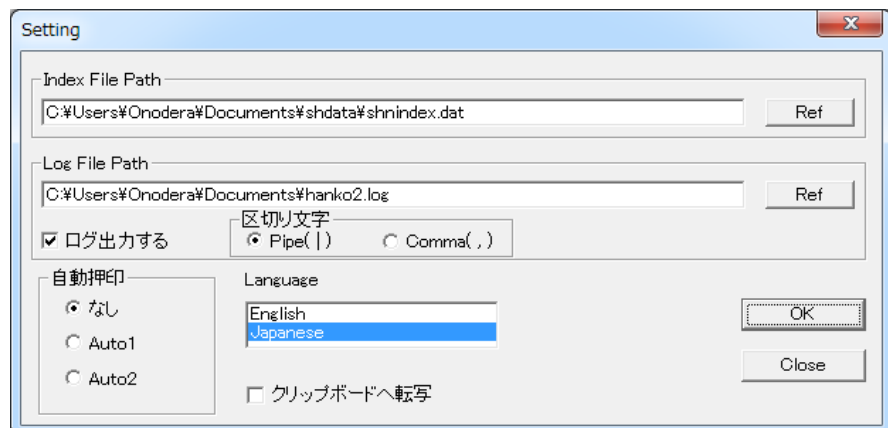 Setting
Index File Path
C:¥Users¥Onodera¥Documents¥shdata¥shnindex.dat
Ref
Log File Path
C:¥Users¥Onodera¥Documents¥hanko2.log
Ref
ログ出力する
区切り文字
Pipe(|)
Comma(,)
自動押印
なし
Auto1
Auto2
Language
English
Japanese
クリップボードへ転写
OK
Close